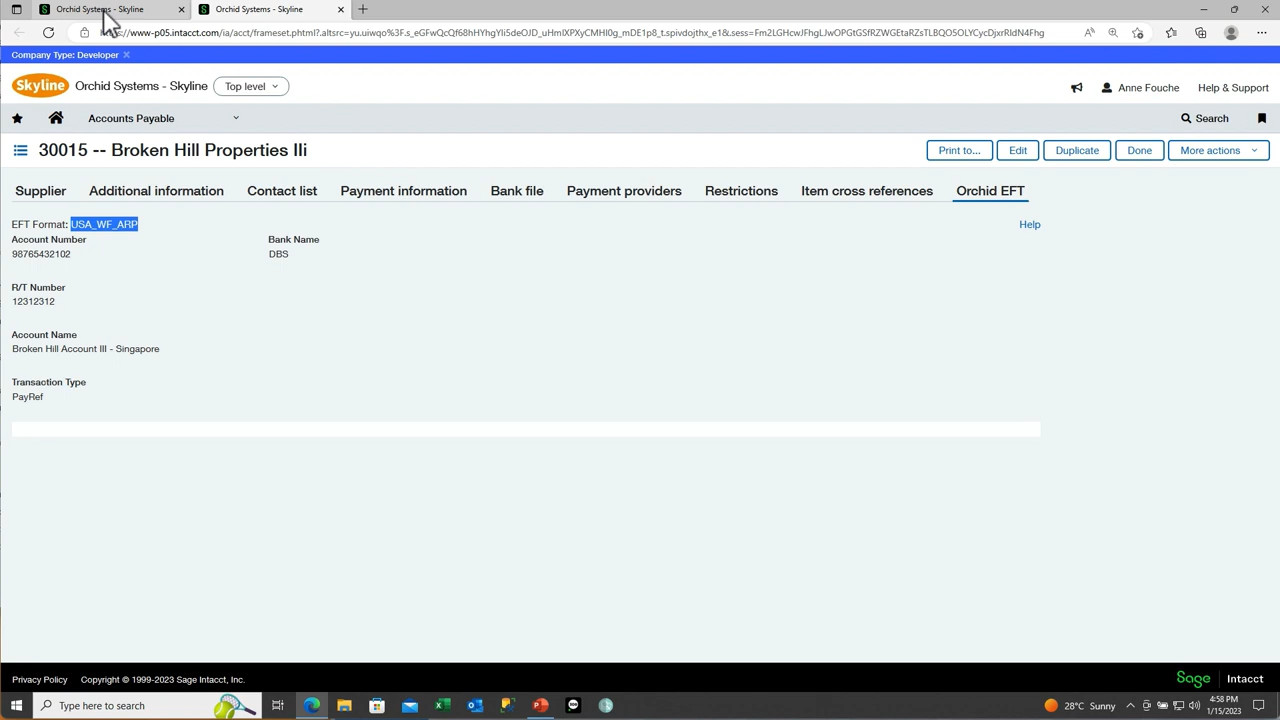 Orchid Systems - Skyline
Orchid Systems - Skyline
Company Type: Developer
Skyline Orchid Systems - Skyline Top level
Anne Fouche Help & Support
Accounts Payable Search
30015 -- Broken Hill Properties IIi
Print to... Edit Duplicate Done More actions
Supplier Additional information Contact list Payment information Bank file Payment providers Restrictions Item cross references Orchid EFT
EFT Format: USA_WF_ARP Help
Account Number Bank Name
98765432102 DBS
R/T Number
12312312
Account Name
Broken Hill Account III - Singapore
Transaction Type
PayRef
Privacy Policy Copyright © 1999-2023 Sage Intacct, Inc. Sage Intacct
Type here to search 28°C Sunny 4:58 PM
1/15/2023